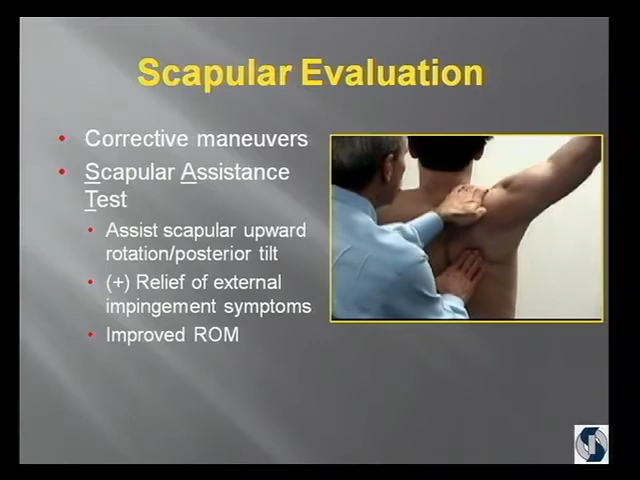 Scapular Evaluation
• Corrective maneuvers
• Scapular Assistance
Test
• Assist scapular upward
rotation/posterior tilt
• (+) Relief of external
impingement symptoms
• Improved ROM